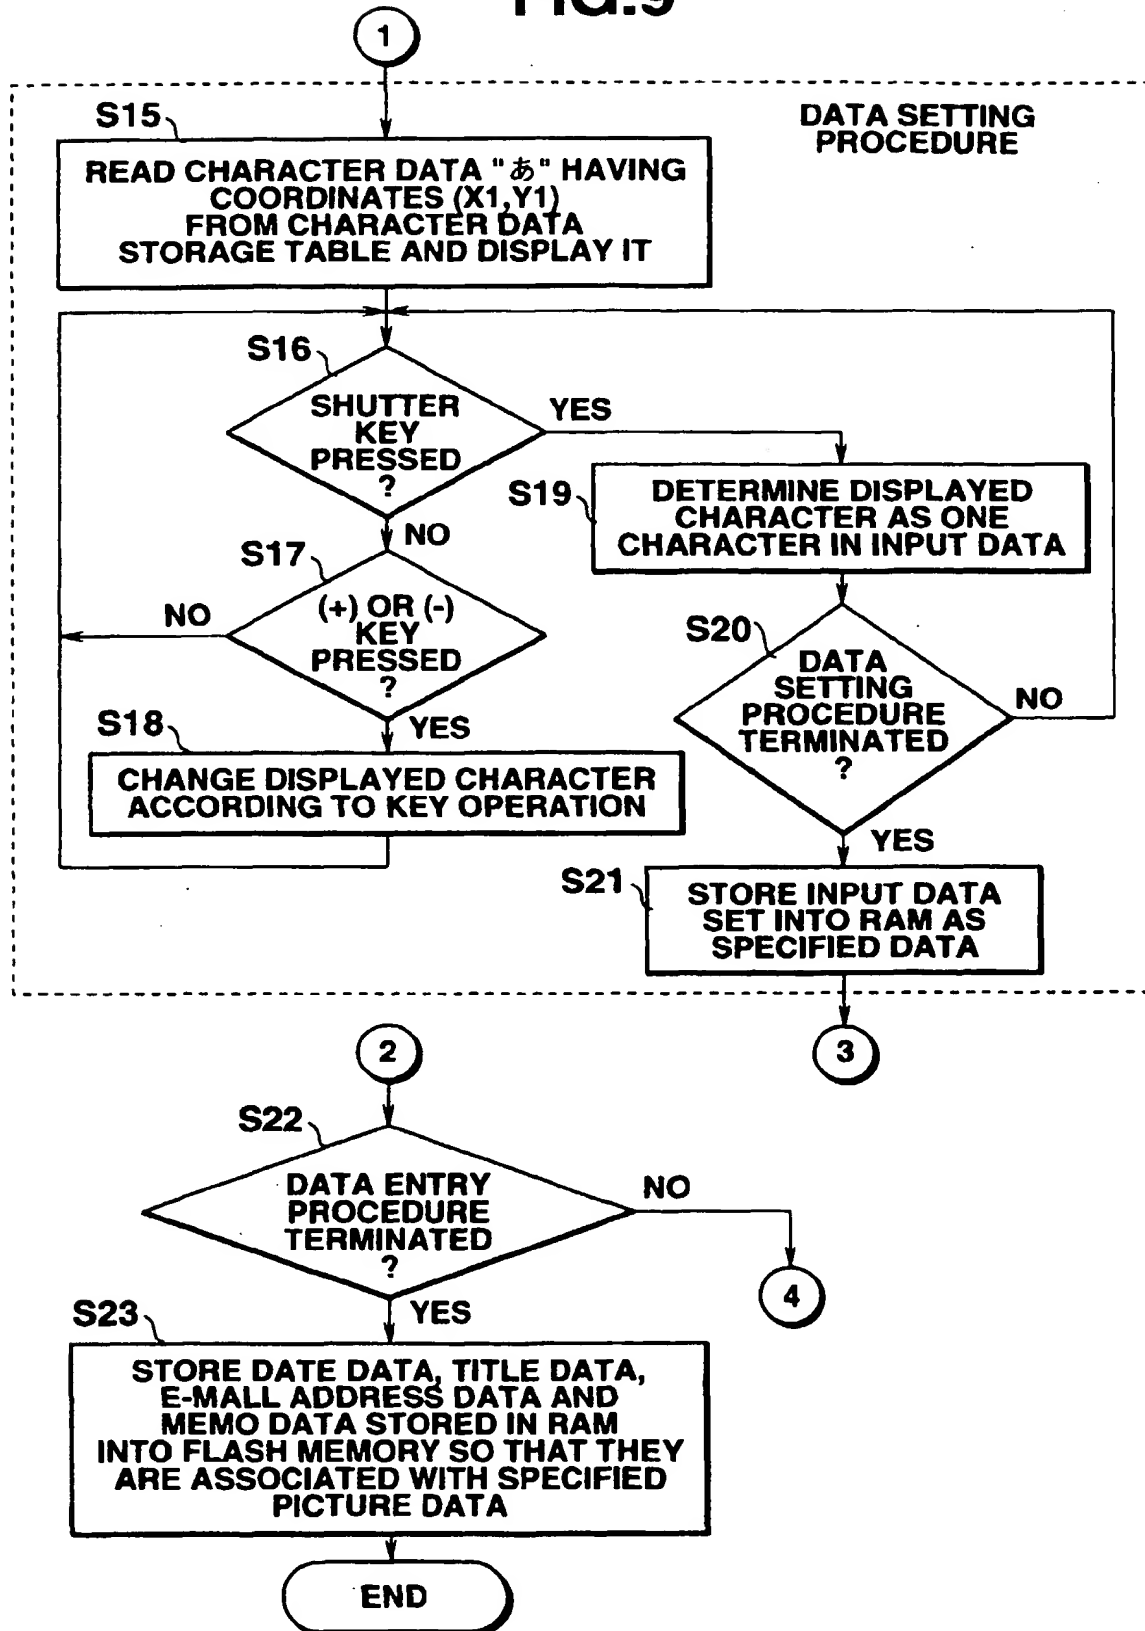 FIG.9
1
DATA SETTING
PROCEDURE
S15
READ CHARACTER DATA "あ" HAVING
COORDINATES (X1,Y1)
FROM CHARACTER DATA
STORAGE TABLE AND DISPLAY IT
S16
SHUTTER
KEY
PRESSED
?
YES
NO
S19
DETERMINE DISPLAYED
CHARACTER AS ONE
CHARACTER IN INPUT DATA
S17
(+) OR (-)
KEY
PRESSED
?
NO
YES
S18
CHANGE DISPLAYED CHARACTER
ACCORDING TO KEY OPERATION
S20
DATA
SETTING
PROCEDURE
TERMINATED
?
NO
YES
S21
STORE INPUT DATA
SET INTO RAM AS
SPECIFIED DATA
3
2
S22
DATA ENTRY
PROCEDURE
TERMINATED
?
NO
4
YES
S23
STORE DATE DATA, TITLE DATA,
E-MALL ADDRESS DATA AND
MEMO DATA STORED IN RAM
INTO FLASH MEMORY SO THAT THEY
ARE ASSOCIATED WITH SPECIFIED
PICTURE DATA
END